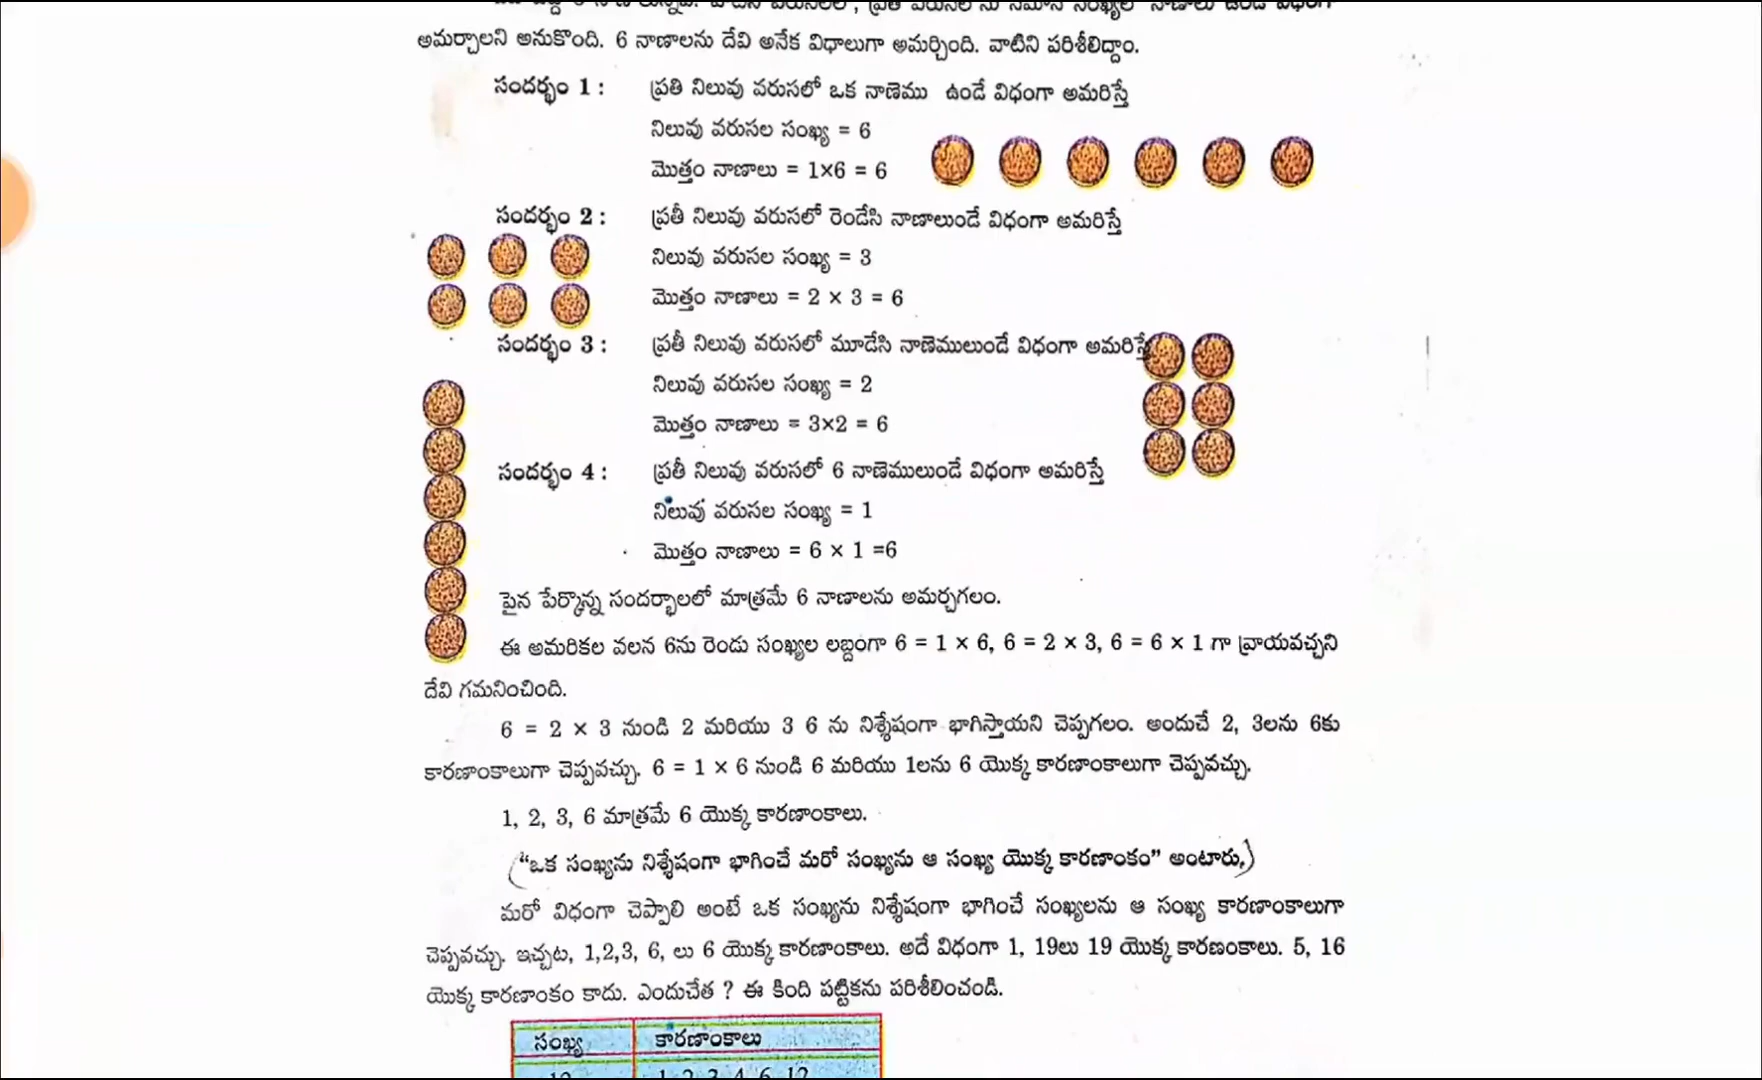 అమర్చాలని అనుకొంది. 6 నాణాలను దేవి అనేక విధాలుగా అమర్చింది. వాటిని పరిశీలిద్దాం.
సందర్భం 1 : ప్రతి నిలువు వరుసలో ఒక నాణెము ఉండే విధంగా అమరిస్తే
నిలువు వరుసల సంఖ్య = 6
మొత్తం నాణాలు = 1×6 = 6
సందర్భం 2 : ప్రతీ నిలువు వరుసలో రెండేసి నాణాలుండే విధంగా అమరిస్తే
నిలువు వరుసల సంఖ్య = 3
మొత్తం నాణాలు = 2 × 3 = 6
సందర్భం 3 : ప్రతీ నిలువు వరుసలో మూడేసి నాణెములుండే విధంగా అమరిస్తే
నిలువు వరుసల సంఖ్య = 2
మొత్తం నాణాలు = 3×2 = 6
సందర్భం 4 : ప్రతీ నిలువు వరుసలో 6 నాణెములుండే విధంగా అమరిస్తే
నిలువు వరుసల సంఖ్య = 1
మొత్తం నాణాలు = 6 × 1 =6
పైన పేర్కొన్న సందర్భాలలో మాత్రమే 6 నాణాలను అమర్చగలం.
ఈ అమరికల వలన 6ను రెండు సంఖ్యల లబ్దంగా 6 = 1 × 6, 6 = 2 × 3, 6 = 6 × 1 గా వ్రాయవచ్చని
దేవి గమనించింది.
6 = 2 × 3 నుండి 2 మరియు 3 6 ను నిశ్శేషంగా భాగిస్తాయని చెప్పగలం. అందుచే 2, 3లను 6కు
కారణాంకాలుగా చెప్పవచ్చు. 6 = 1 × 6 నుండి 6 మరియు 1లను 6 యొక్క కారణాంకాలుగా చెప్పవచ్చు.
1, 2, 3, 6 మాత్రమే 6 యొక్క కారణాంకాలు.
("ఒక సంఖ్యను నిశ్శేషంగా భాగించే మరో సంఖ్యను ఆ సంఖ్య యొక్క కారణాంకం" అంటారు.)
మరో విధంగా చెప్పాలి అంటే ఒక సంఖ్యను నిశ్శేషంగా భాగించే సంఖ్యలను ఆ సంఖ్య కారణాంకాలుగా
చెప్పవచ్చు. ఇచ్చట, 1,2,3, 6, లు 6 యొక్క కారణాంకాలు. అదే విధంగా 1, 19లు 19 యొక్క కారణంకాలు. 5, 16
యొక్క కారణాంకం కాదు. ఎందుచేత ? ఈ కింది పట్టికను పరిశీలించండి.
సంఖ్య కారణాంకాలు
12 1 2 3 4 6 12